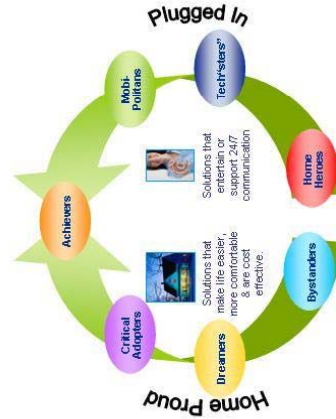 Plugged In
Tech"sters"
Mobi-
Politans
Home
Heroes
Solutions that
entertain or
support 24/7
communication
Achievers
Solutions that
make life easier,
more comfortable
& are cost
effective.
Bystanders
Critical
Adopters
Dreamers
Home Proud